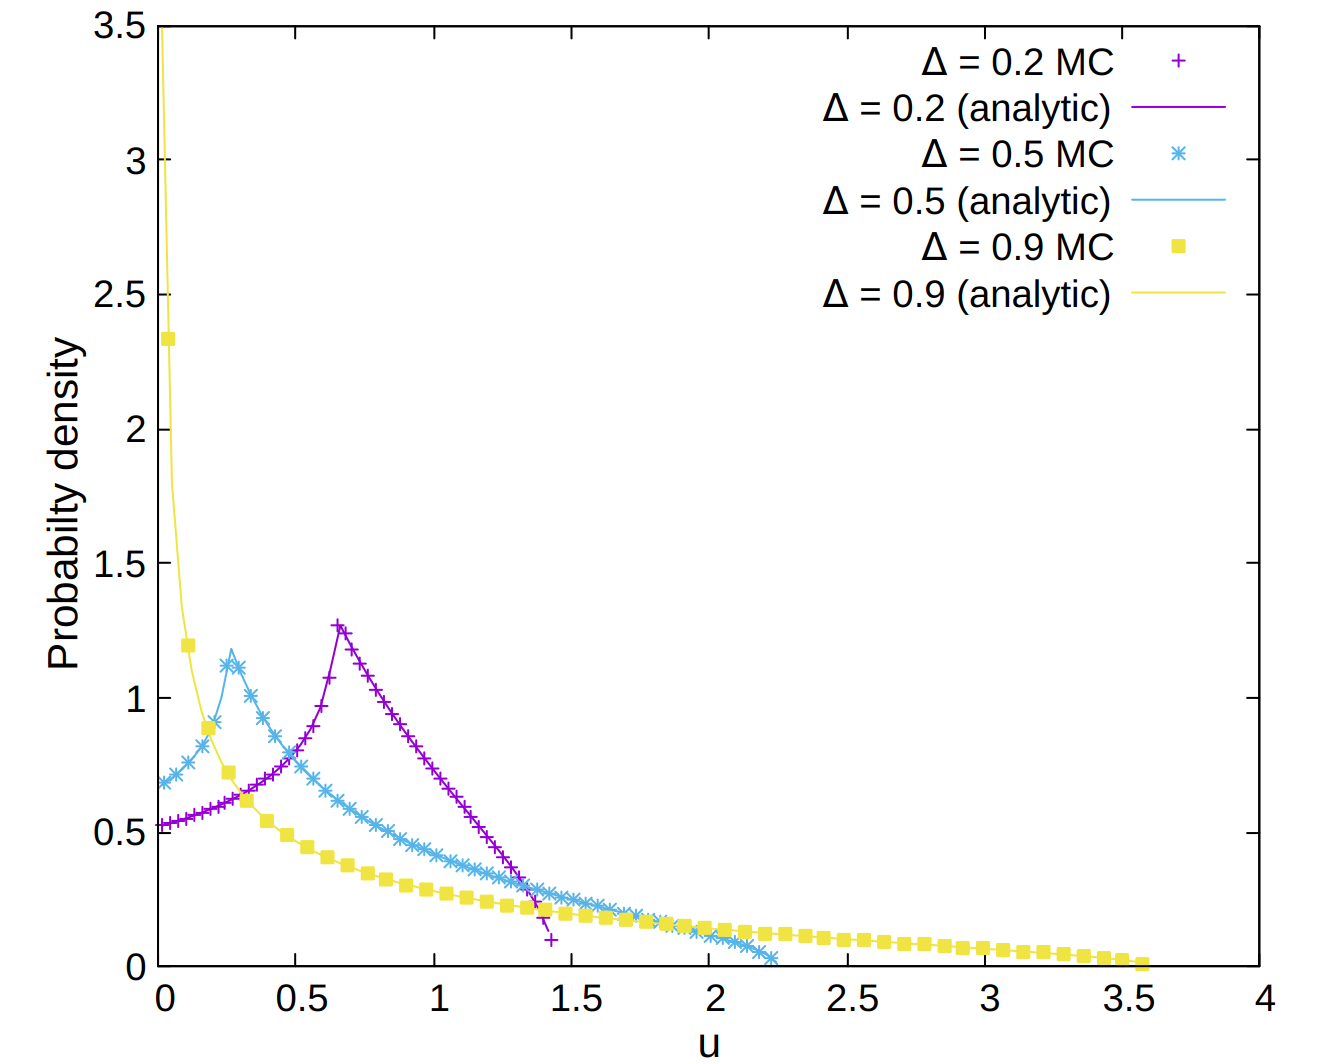 3.5
3
2.5
2
1.5
1
0.5
0
Probabilty density
Δ = 0.2 MC
Δ = 0.2 (analytic)
Δ = 0.5 MC
Δ = 0.5 (analytic)
Δ = 0.9 MC
Δ = 0.9 (analytic)
0 0.5 1 1.5 2 2.5 3 3.5 4
u